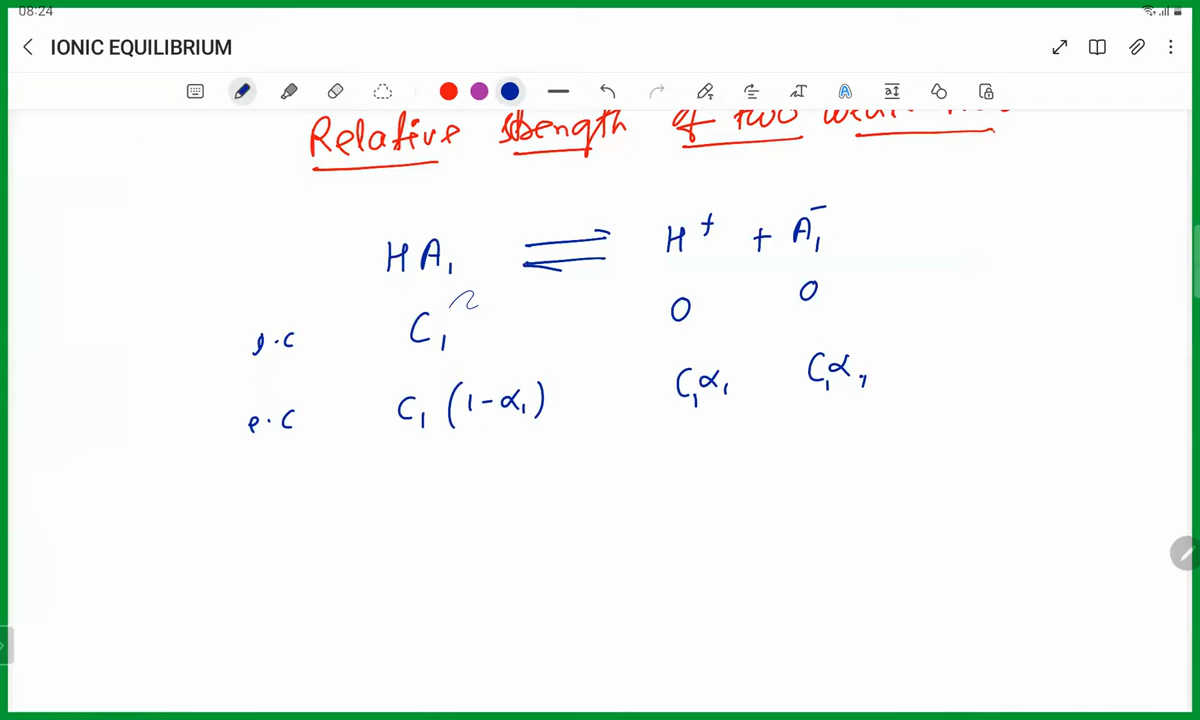 08:24
IONIC EQUILIBRIUM
Relative strength of two
HA₁ ⇌ H⁺ + A₁⁻
I.C C₁ 0 0
e.C C₁ (1-α₁) C₁α₁ C₁α₁